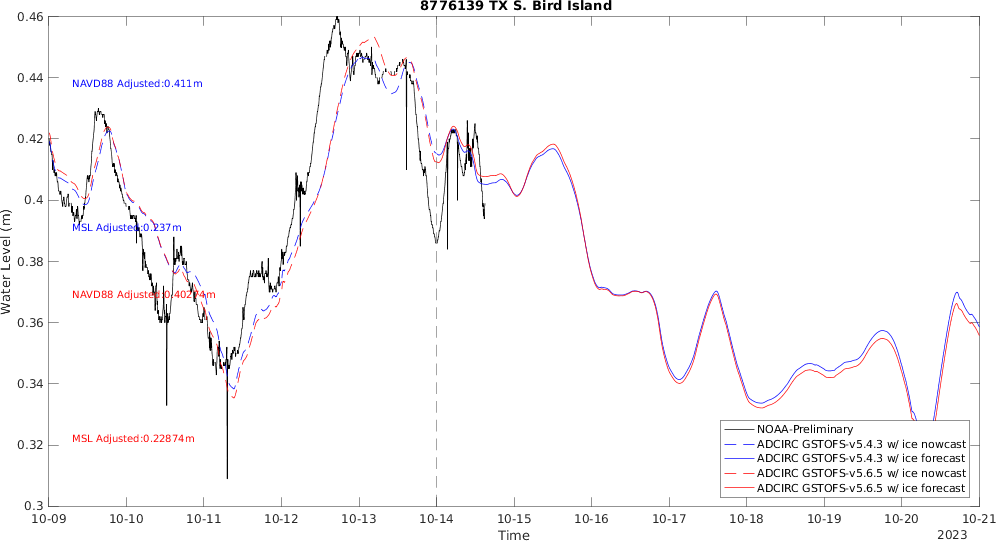 8776139 TX S. Bird Island
Water Level (m)
0.46
0.44
0.42
0.4
0.38
0.36
0.34
0.32
0.3
NAVD88 Adjusted:0.411m
MSL Adjusted:0.237m
NAVD88 Adjusted:0.40274m
MSL Adjusted:0.22874m
NOAA-Preliminary
ADCIRC GSTOFS-v5.4.3 w/ ice nowcast
ADCIRC GSTOFS-v5.4.3 w/ ice forecast
ADCIRC GSTOFS-v5.6.5 w/ ice nowcast
ADCIRC GSTOFS-v5.6.5 w/ ice forecast
10-09 10-10 10-11 10-12 10-13 10-14 10-15 10-16 10-17 10-18 10-19 10-20 10-21
Time
2023